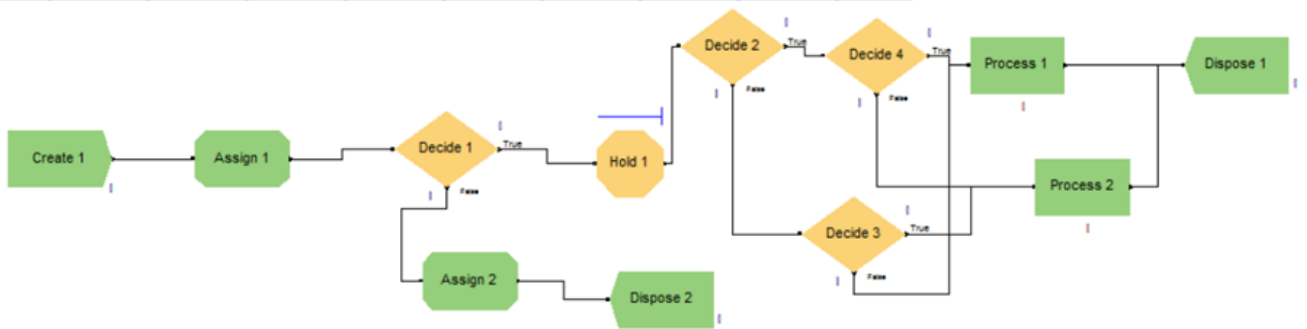 Decide 2
True
Decide 4
True
Process 1
Dispose 1
False
False
Create 1
Assign 1
Decide 1
True
Hold 1
False
Process 2
Decide 3
True
False
Assign 2
Dispose 2